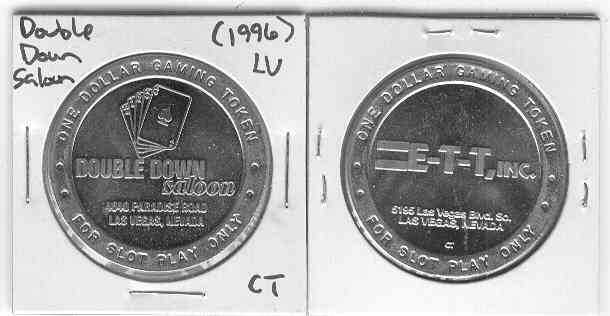 Double
Down
Saloon
(1996)
LV
ONE DOLLAR GAMING TOKEN
DOUBLE DOWN
saloon
4640 PARADISE ROAD
LAS VEGAS, NEVADA
FOR SLOT PLAY ONLY
CT
ONE DOLLAR GAMING TOKEN
E-T-T, INC.
5195 Las Vegas Blvd. So.
LAS VEGAS, NEVADA
CT
FOR SLOT PLAY ONLY